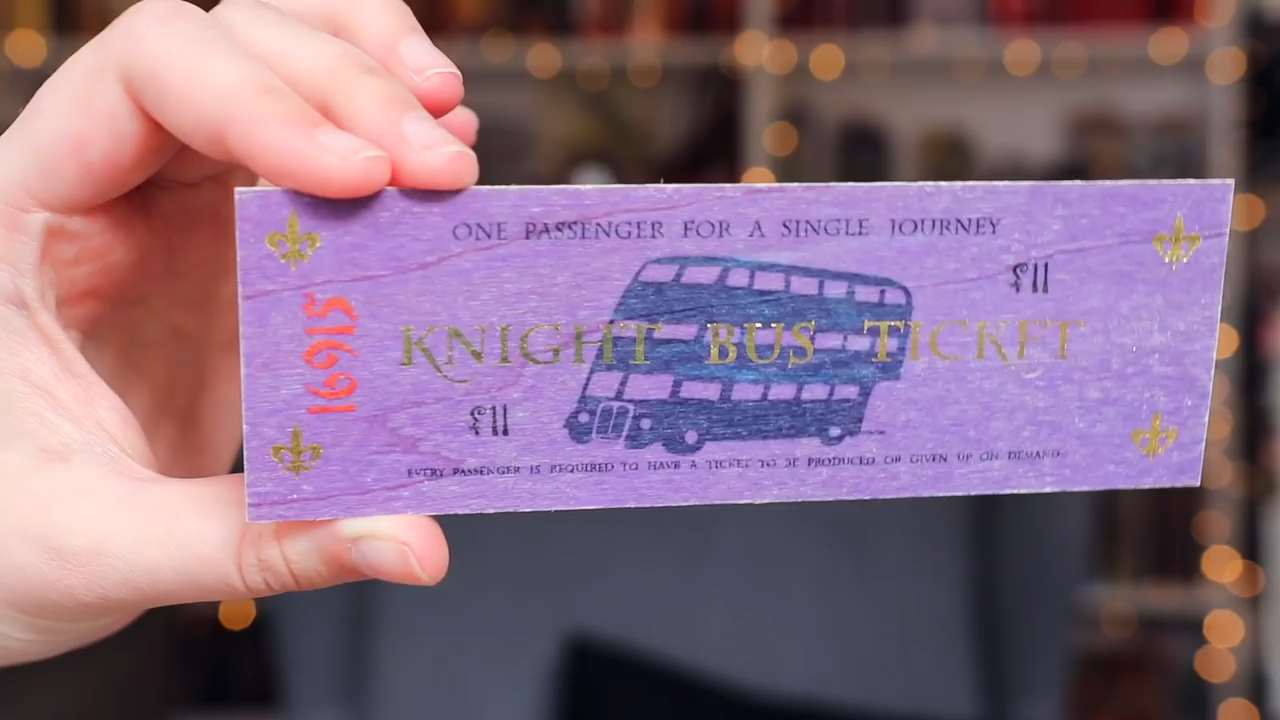 ONE PASSENGER FOR A SINGLE JOURNEY
£11
16915
KNIGHT BUS TICKET
£11
EVERY PASSENGER IS REQUIRED TO HAVE A TICKET TO BE PRODUCED OR GIVEN UP ON DEMAND.